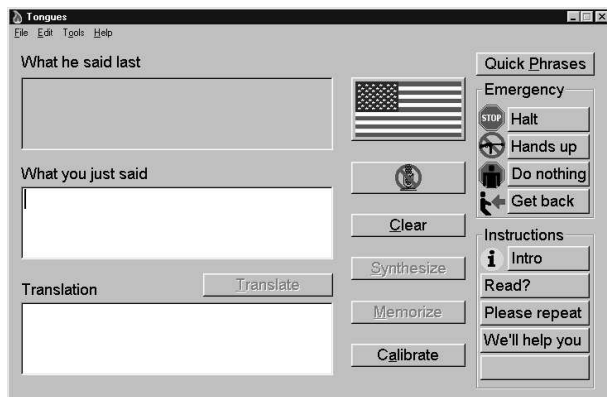 Tongues
File Edit Tools Help
What he said last
What you just said
Translate
Translation
Clear
Synthesize
Memorize
Calibrate
Quick Phrases
Emergency
STOP Halt
Hands up
Do nothing
Get back
Instructions
i Intro
Read?
Please repeat
We'll help you